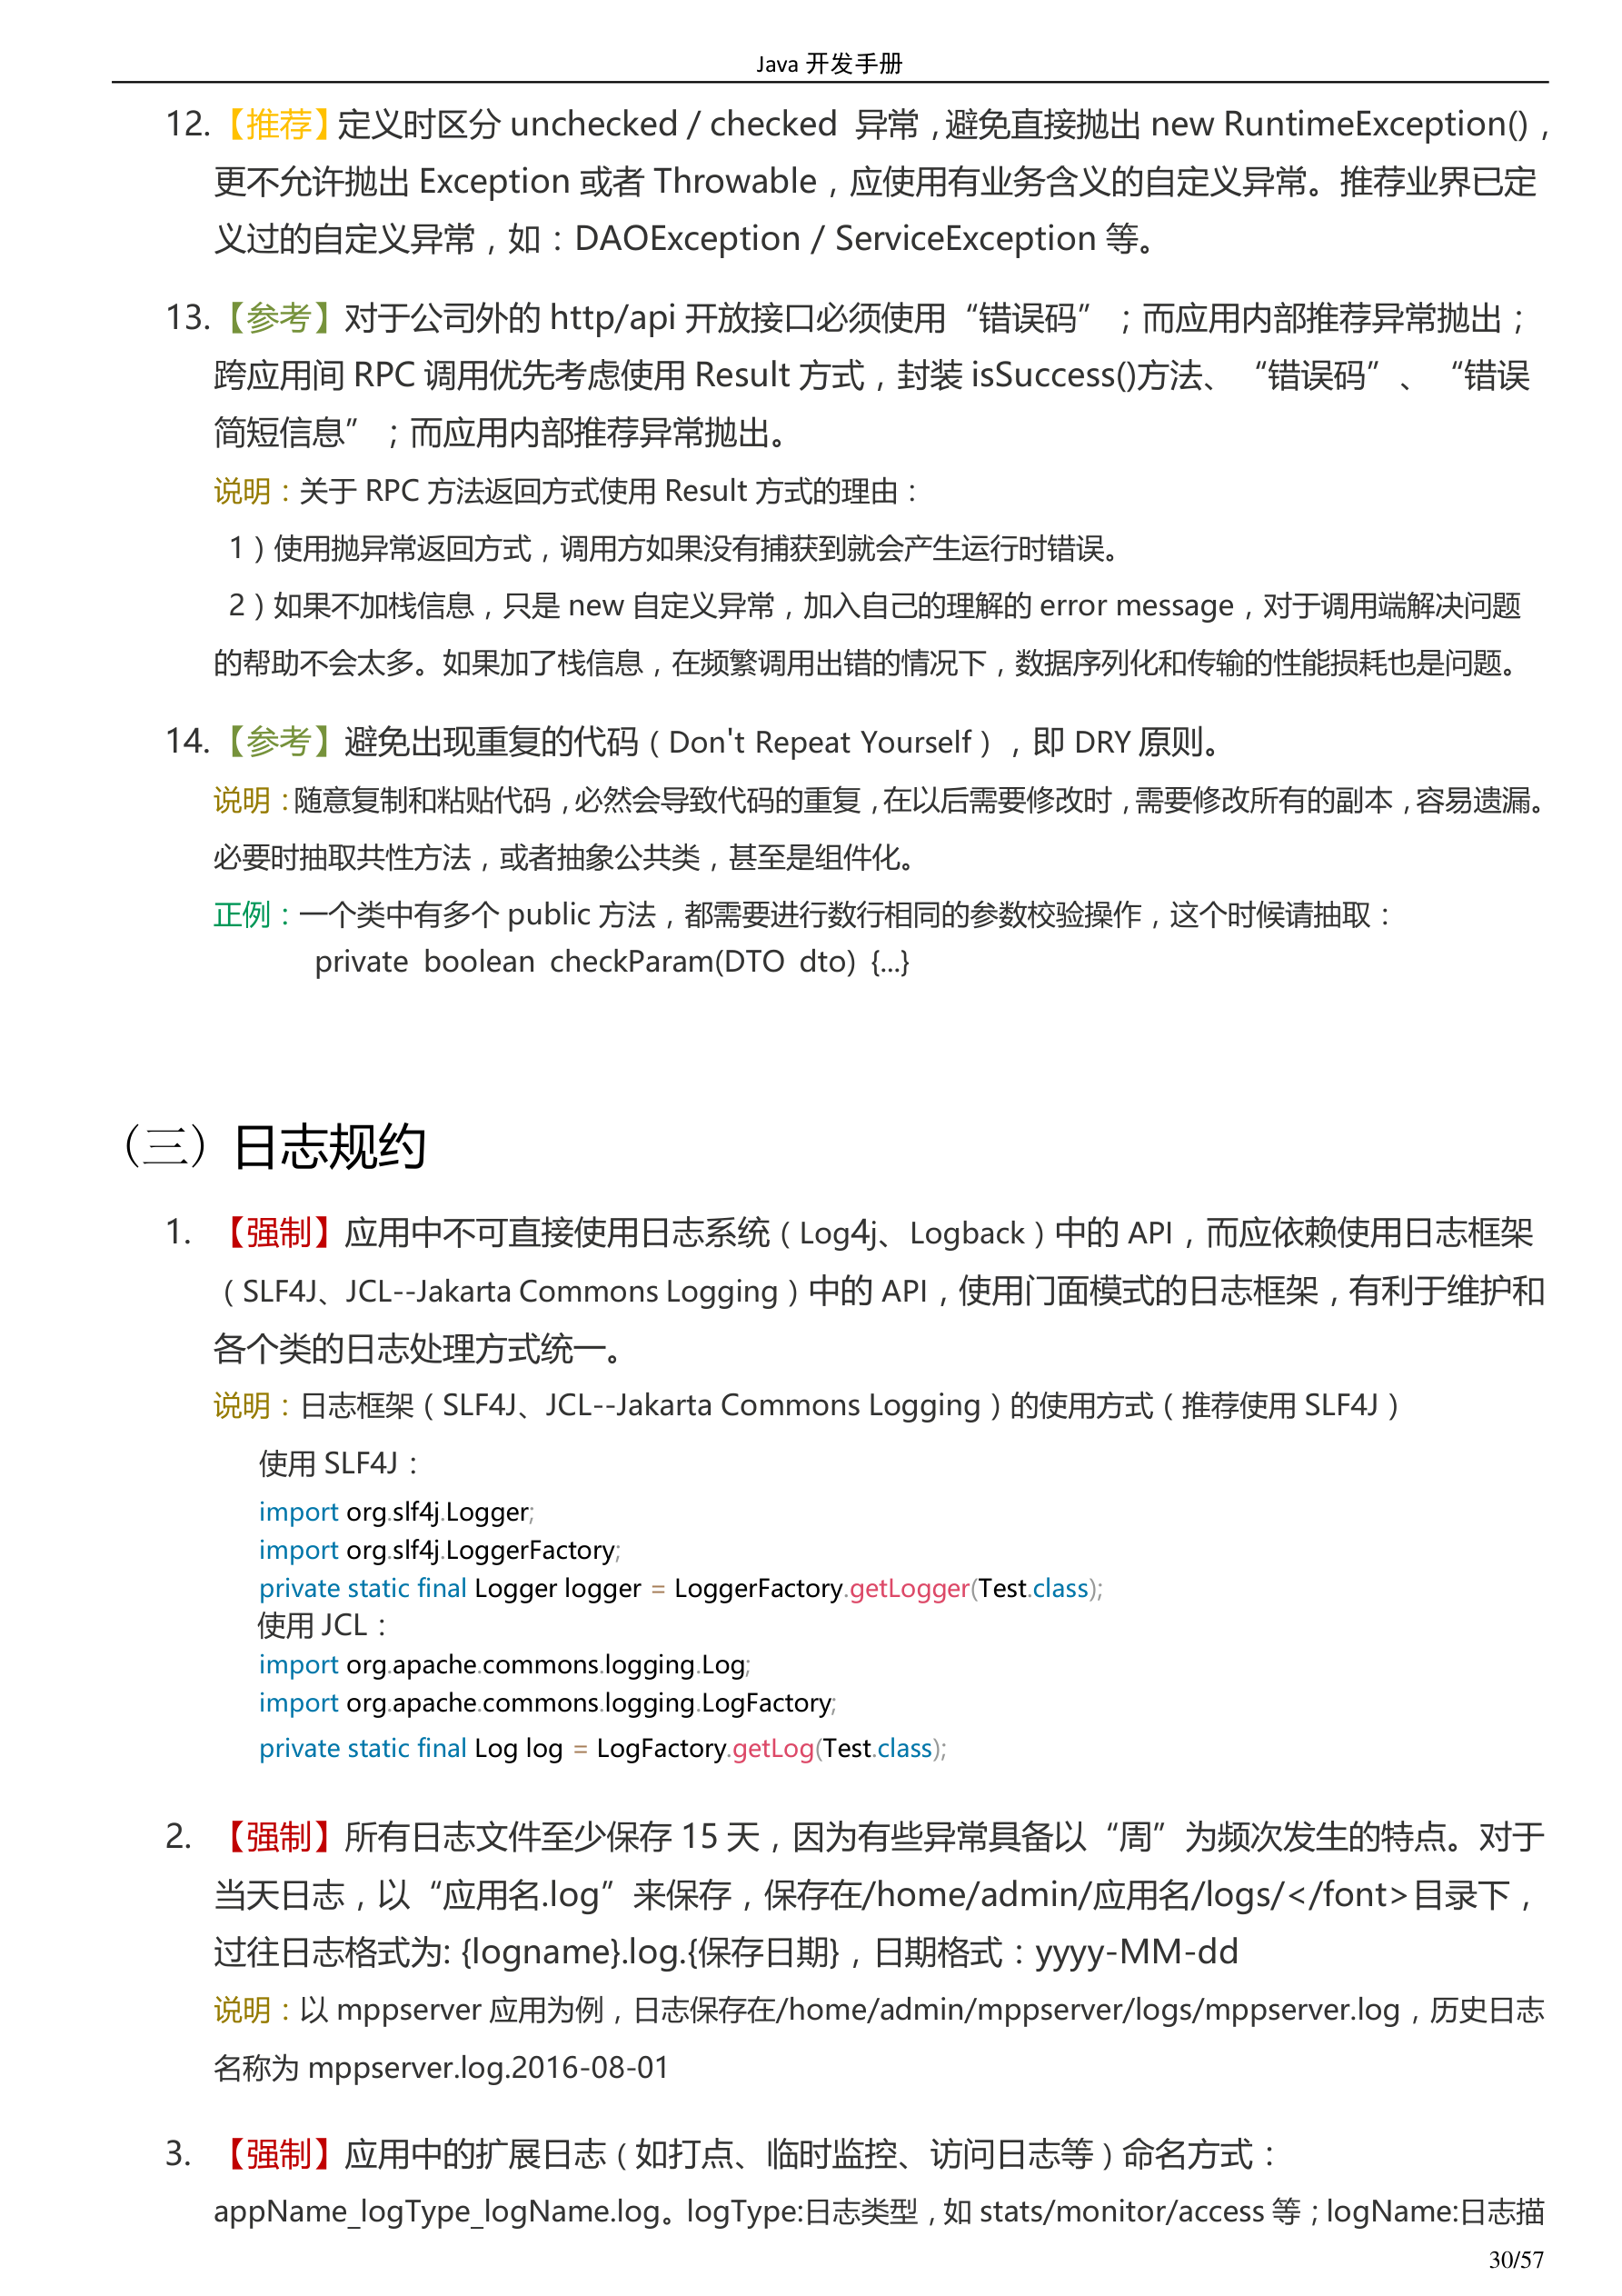 Java 开发手册
12. 【推荐】定义时区分 unchecked / checked 异常，避免直接抛出 new RuntimeException()，
更不允许抛出 Exception 或者 Throwable，应使用有业务含义的自定义异常。推荐业界已定
义过的自定义异常，如：DAOException / ServiceException 等。
13. 【参考】对于公司外的 http/api 开放接口必须使用“错误码”；而应用内部推荐异常抛出；
跨应用间 RPC 调用优先考虑使用 Result 方式，封装 isSuccess()方法、“错误码”、“错误
简短信息”；而应用内部推荐异常抛出。
说明：关于 RPC 方法返回方式使用 Result 方式的理由：
1）使用抛异常返回方式，调用方如果没有捕获到就会产生运行时错误。
2）如果不加栈信息，只是 new 自定义异常，加入自己的理解的 error message，对于调用端解决问题
的帮助不会太多。如果加了栈信息，在频繁调用出错的情况下，数据序列化和传输的性能损耗也是问题。
14. 【参考】避免出现重复的代码（Don't Repeat Yourself），即 DRY 原则。
说明：随意复制和粘贴代码，必然会导致代码的重复，在以后需要修改时，需要修改所有的副本，容易遗漏。
必要时抽取共性方法，或者抽象公共类，甚至是组件化。
正例：一个类中有多个 public 方法，都需要进行数行相同的参数校验操作，这个时候请抽取：
private boolean checkParam(DTO dto) {...}
（三）日志规约
1. 【强制】应用中不可直接使用日志系统（Log4j、Logback）中的 API，而应依赖使用日志框架
（SLF4J、JCL--Jakarta Commons Logging）中的 API，使用门面模式的日志框架，有利于维护和
各个类的日志处理方式统一。
说明：日志框架（SLF4J、JCL--Jakarta Commons Logging）的使用方式（推荐使用 SLF4J）
使用 SLF4J：
import org.slf4j.Logger;
import org.slf4j.LoggerFactory;
private static final Logger logger = LoggerFactory.getLogger(Test.class);
使用 JCL：
import org.apache.commons.logging.Log;
import org.apache.commons.logging.LogFactory;
private static final Log log = LogFactory.getLog(Test.class);
2. 【强制】所有日志文件至少保存 15 天，因为有些异常具备以“周”为频次发生的特点。对于
当天日志，以“应用名.log”来保存，保存在/home/admin/应用名/logs/</font>目录下，
过往日志格式为: {logname}.log.{保存日期}，日期格式：yyyy-MM-dd
说明：以 mppserver 应用为例，日志保存在/home/admin/mppserver/logs/mppserver.log，历史日志
名称为 mppserver.log.2016-08-01
3. 【强制】应用中的扩展日志（如打点、临时监控、访问日志等）命名方式：
appName_logType_logName.log。logType:日志类型，如 stats/monitor/access 等；logName:日志描
30/57